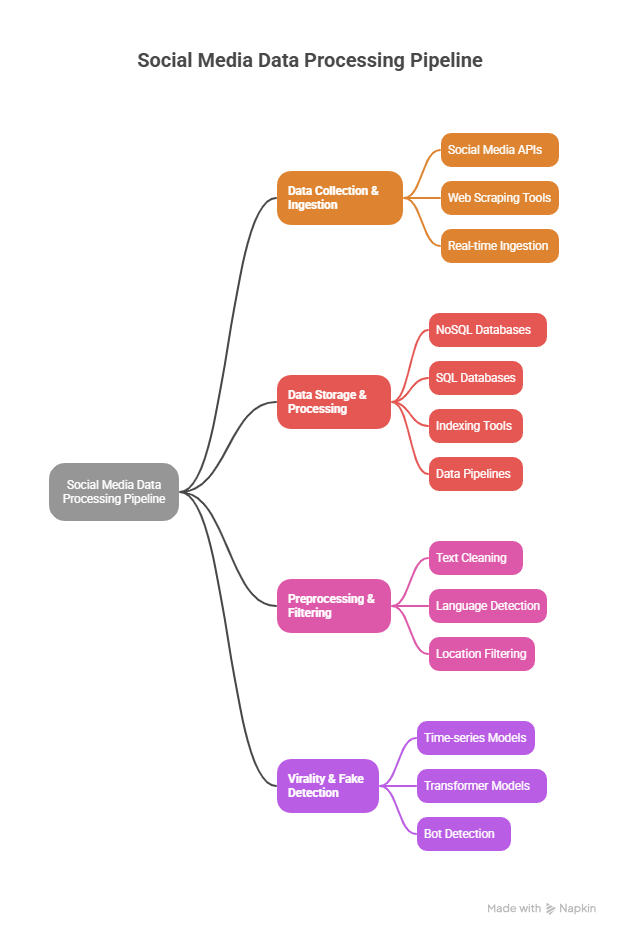 Social Media Data Processing Pipeline
Social Media APIs
Data Collection &
Ingestion
Web Scraping Tools
Real-time Ingestion
NoSQL Databases
SQL Databases
Data Storage &
Processing
Indexing Tools
Data Pipelines
Social Media Data
Processing Pipeline
Text Cleaning
Preprocessing &
Filtering
Language Detection
Location Filtering
Time-series Models
Virality & Fake
Detection
Transformer Models
Bot Detection
Made with Napkin